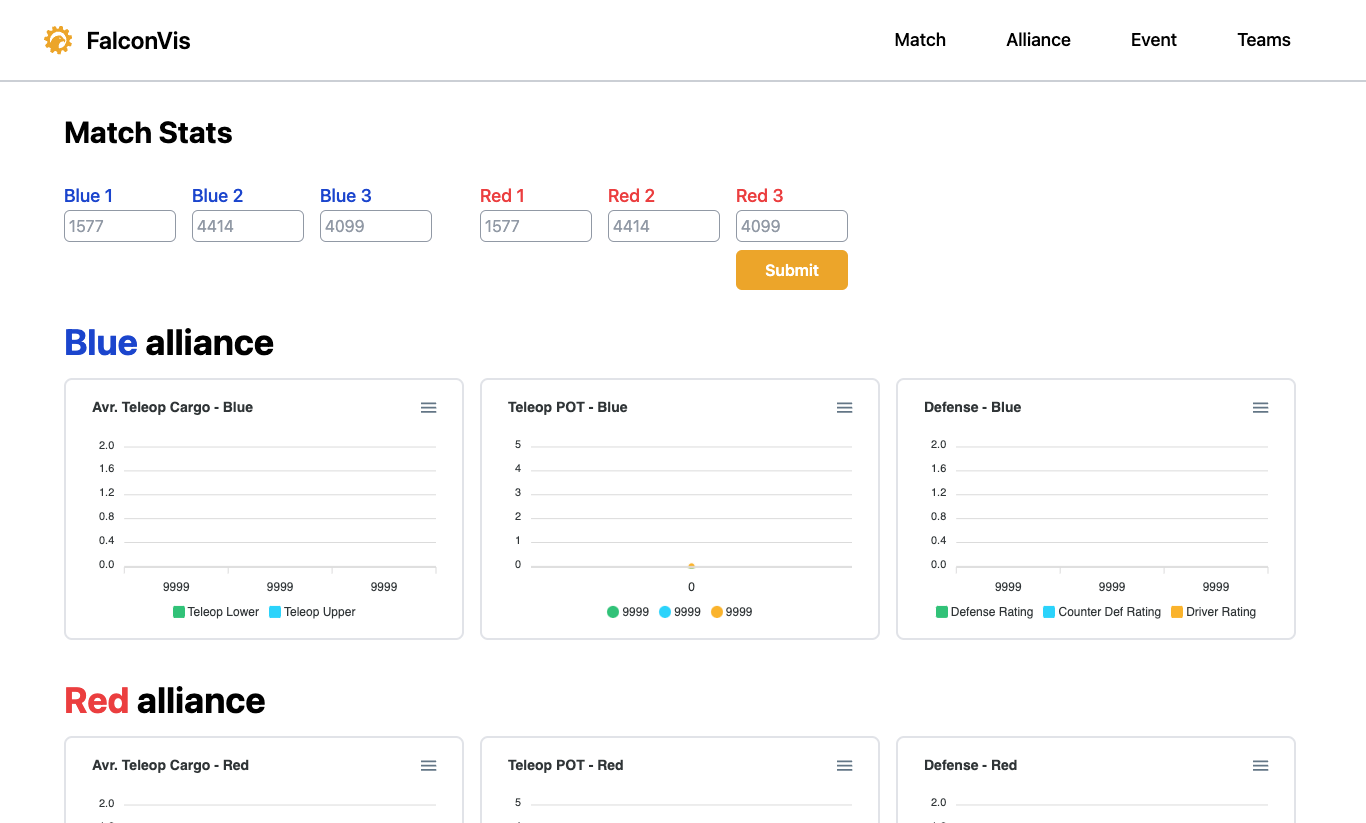 FalconVis
Match Alliance Event Teams
Match Stats
Blue 1 Blue 2 Blue 3 Red 1 Red 2 Red 3
1577 4414 4099 1577 4414 4099
Submit
Blue alliance
Avr. Teleop Cargo - Blue
2.0
1.6
1.2
0.8
0.4
0.0
9999 9999 9999
Teleop Lower Teleop Upper
Teleop POT - Blue
5
4
3
2
1
0
0
9999 9999 9999
Defense - Blue
2.0
1.6
1.2
0.8
0.4
0.0
9999 9999 9999
Defense Rating Counter Def Rating Driver Rating
Red alliance
Avr. Teleop Cargo - Red
2.0
Teleop POT - Red
5
Defense - Red
2.0